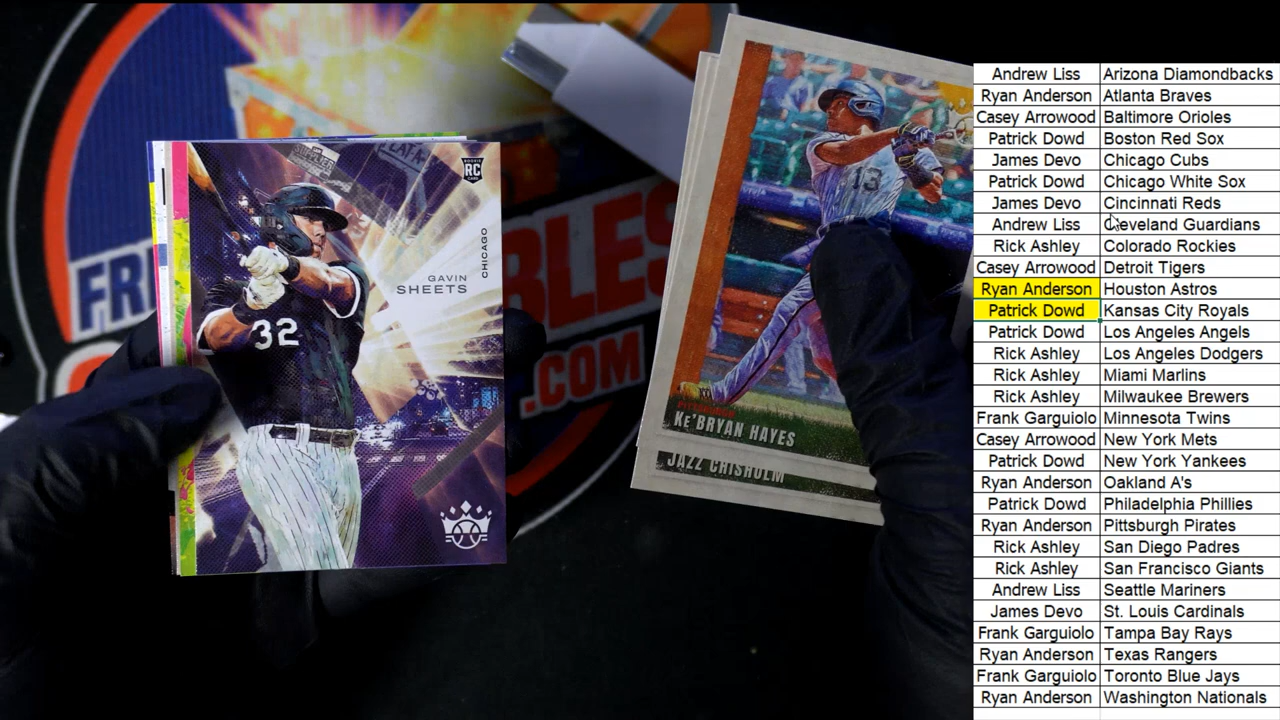 SUPPLIER
ROOKIE
RC
CARD
CHICAGO
GAVIN
SHEETS
32
13
PITTSBURGH
KE'BRYAN HAYES
JAZZ CHISHOLM
.COM
Andrew Liss Arizona Diamondbacks
Ryan Anderson Atlanta Braves
Casey Arrowood Baltimore Orioles
Patrick Dowd Boston Red Sox
James Devo Chicago Cubs
Patrick Dowd Chicago White Sox
James Devo Cincinnati Reds
Andrew Liss Cleveland Guardians
Rick Ashley Colorado Rockies
Casey Arrowood Detroit Tigers
Ryan Anderson Houston Astros
Patrick Dowd Kansas City Royals
Patrick Dowd Los Angeles Angels
Rick Ashley Los Angeles Dodgers
Rick Ashley Miami Marlins
Rick Ashley Milwaukee Brewers
Frank Garguiolo Minnesota Twins
Casey Arrowood New York Mets
Patrick Dowd New York Yankees
Ryan Anderson Oakland A's
Patrick Dowd Philadelphia Phillies
Ryan Anderson Pittsburgh Pirates
Rick Ashley San Diego Padres
Rick Ashley San Francisco Giants
Andrew Liss Seattle Mariners
James Devo St. Louis Cardinals
Frank Garguiolo Tampa Bay Rays
Ryan Anderson Texas Rangers
Frank Garguiolo Toronto Blue Jays
Ryan Anderson Washington Nationals